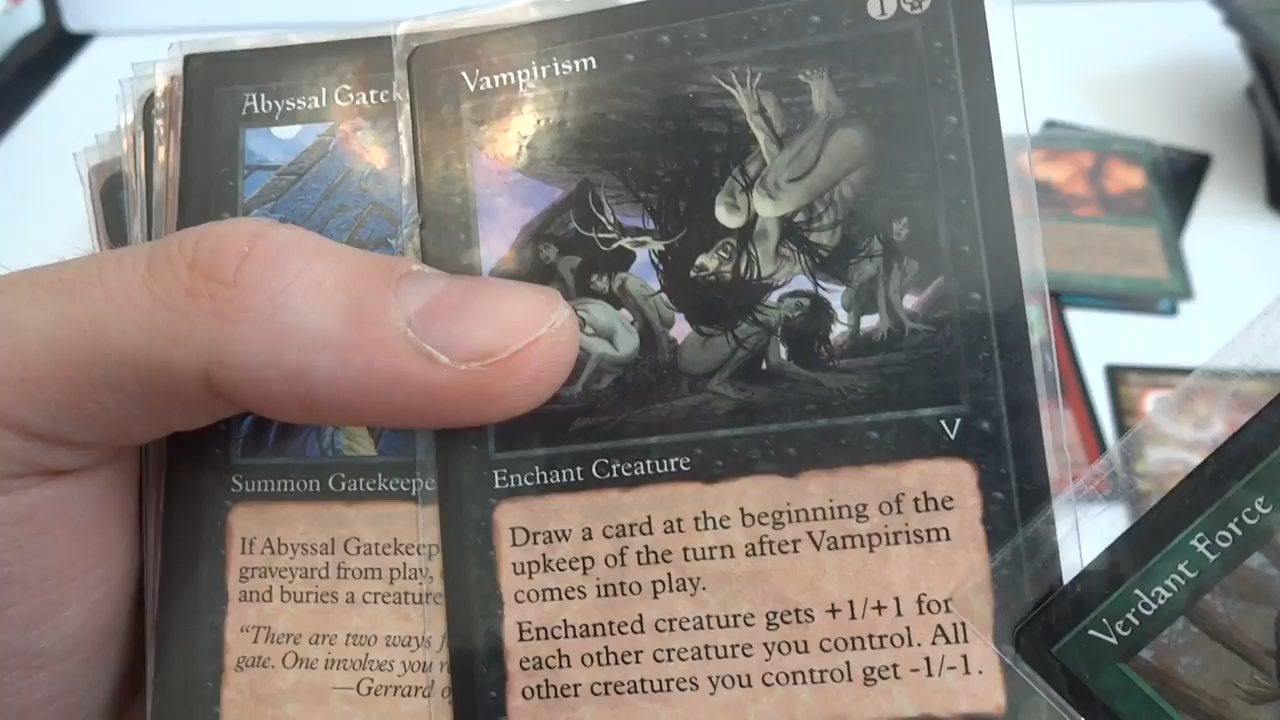 1
Vampirism
V
Enchant Creature
Draw a card at the beginning of the
upkeep of the turn after Vampirism
comes into play.
Enchanted creature gets +1/+1 for
each other creature you control. All
other creatures you control get -1/-1.
Abyssal Gatek
Summon Gatekeepe
If Abyssal Gatekeep
graveyard from play,
and buries a creature
"There are two ways
gate. One involves you
—Gerrard o
Verdant Force